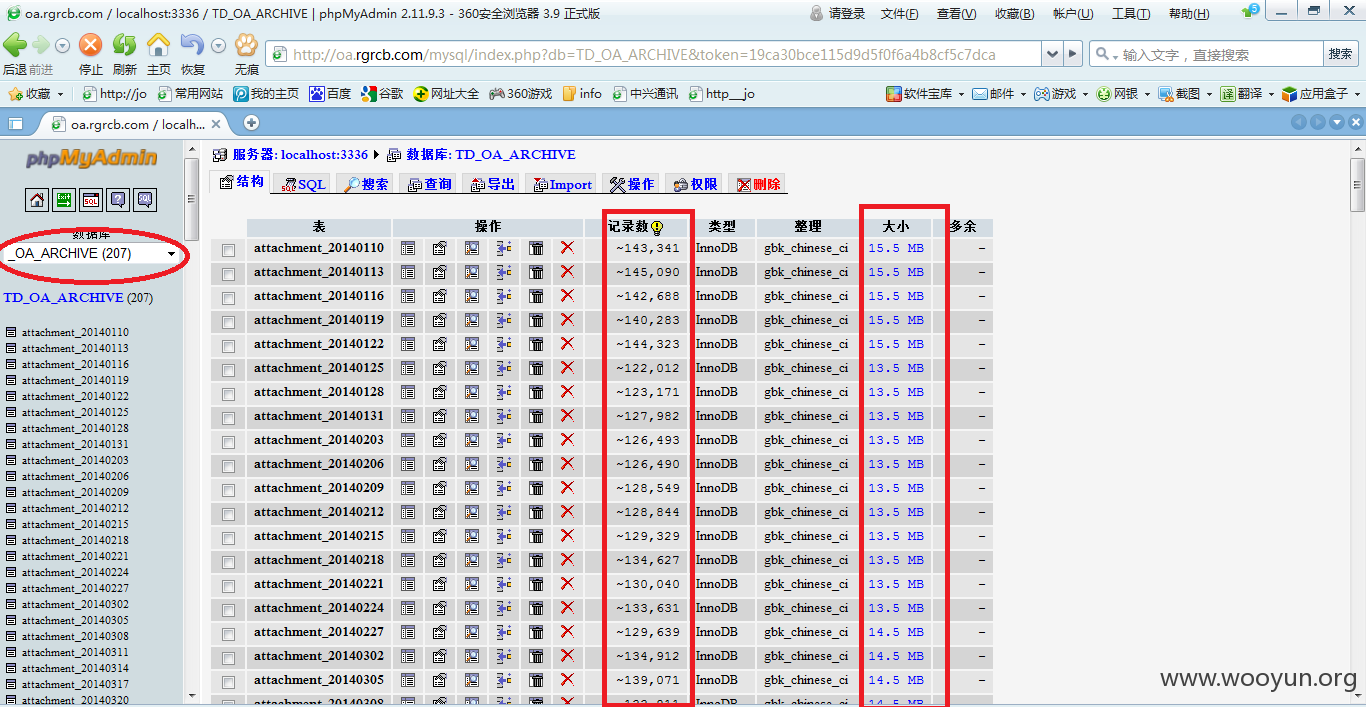 oa.rgrcb.com / localhost:3336 / TD_OA_ARCHIVE | phpMyAdmin 2.11.9.3 - 360安全浏览器 3.9 正式版
请登录 文件(F) 查看(V) 收藏(B) 帐户(U) 工具(T) 帮助(H) 5
后退 前进 停止 刷新 主页 恢复 无痕 http://oa.rgrcb.com/mysql/index.php?db=TD_OA_ARCHIVE&token=19ca30bce115d9d5f0f6a4b8cf5c7dca 输入文字，直接搜索 搜索
收藏 http://jo 常用网站 我的主页 百度 谷歌 网址大全 360游戏 info 中兴通讯 http__jo 软件宝库 邮件 游戏 网银 截图 翻译 应用盒子
oa.rgrcb.com / localh...
phpMyAdmin
SQL
数据库
_OA_ARCHIVE (207)
TD_OA_ARCHIVE (207)
attachment_20140110
attachment_20140113
attachment_20140116
attachment_20140119
attachment_20140122
attachment_20140125
attachment_20140128
attachment_20140131
attachment_20140203
attachment_20140206
attachment_20140209
attachment_20140212
attachment_20140215
attachment_20140218
attachment_20140221
attachment_20140224
attachment_20140227
attachment_20140302
attachment_20140305
attachment_20140308
attachment_20140311
attachment_20140314
attachment_20140317
attachment_20140320
服务器: localhost:3336 数据库: TD_OA_ARCHIVE
结构 SQL 搜索 查询 导出 Import 操作 权限 删除
表 操作 记录数 类型 整理 大小 多余
attachment_20140110 ~143,341 InnoDB gbk_chinese_ci 15.5 MB -
attachment_20140113 ~145,090 InnoDB gbk_chinese_ci 15.5 MB -
attachment_20140116 ~142,688 InnoDB gbk_chinese_ci 15.5 MB -
attachment_20140119 ~140,283 InnoDB gbk_chinese_ci 15.5 MB -
attachment_20140122 ~144,323 InnoDB gbk_chinese_ci 15.5 MB -
attachment_20140125 ~122,012 InnoDB gbk_chinese_ci 13.5 MB -
attachment_20140128 ~123,171 InnoDB gbk_chinese_ci 13.5 MB -
attachment_20140131 ~127,982 InnoDB gbk_chinese_ci 13.5 MB -
attachment_20140203 ~126,493 InnoDB gbk_chinese_ci 13.5 MB -
attachment_20140206 ~126,490 InnoDB gbk_chinese_ci 13.5 MB -
attachment_20140209 ~128,549 InnoDB gbk_chinese_ci 13.5 MB -
attachment_20140212 ~128,844 InnoDB gbk_chinese_ci 13.5 MB -
attachment_20140215 ~129,329 InnoDB gbk_chinese_ci 13.5 MB -
attachment_20140218 ~134,627 InnoDB gbk_chinese_ci 13.5 MB -
attachment_20140221 ~130,040 InnoDB gbk_chinese_ci 13.5 MB -
attachment_20140224 ~133,631 InnoDB gbk_chinese_ci 13.5 MB -
attachment_20140227 ~129,639 InnoDB gbk_chinese_ci 14.5 MB -
attachment_20140302 ~134,912 InnoDB gbk_chinese_ci 14.5 MB -
attachment_20140305 ~139,071 InnoDB gbk_chinese_ci 14.5 MB -
attachment_20140308 InnoDB gbk_chinese_ci 14.5 MB -
www.wooyun.org